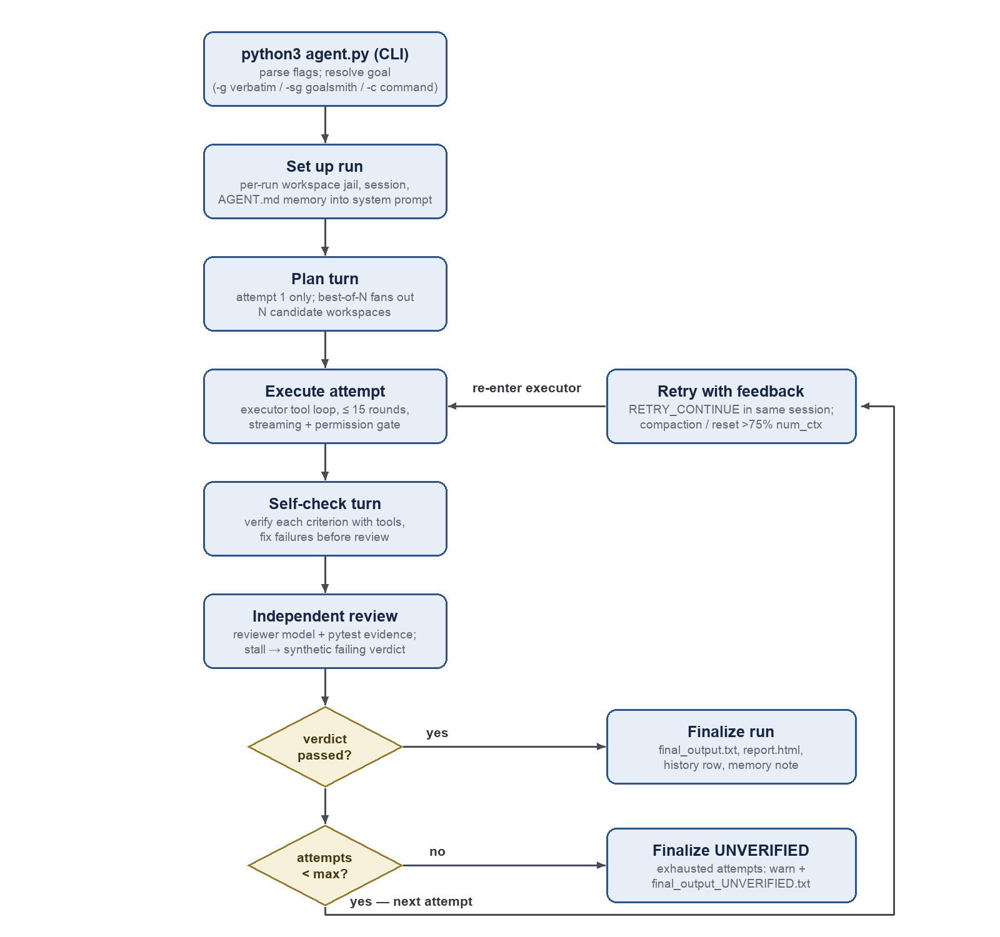 python3 agent.py (CLI)
parse flags; resolve goal
(-g verbatim / -sg goalsmith / -c command)
Set up run
per-run workspace jail, session,
AGENT.md memory into system prompt
Plan turn
attempt 1 only; best-of-N fans out
N candidate workspaces
Execute attempt
executor tool loop, ≤ 15 rounds,
streaming + permission gate
re-enter executor
Retry with feedback
RETRY_CONTINUE in same session;
compaction / reset >75% num_ctx
Self-check turn
verify each criterion with tools,
fix failures before review
Independent review
reviewer model + pytest evidence;
stall → synthetic failing verdict
verdict
passed?
yes
Finalize run
final_output.txt, report.html,
history row, memory note
attempts
< max?
no
Finalize UNVERIFIED
exhausted attempts: warn +
final_output_UNVERIFIED.txt
yes — next attempt